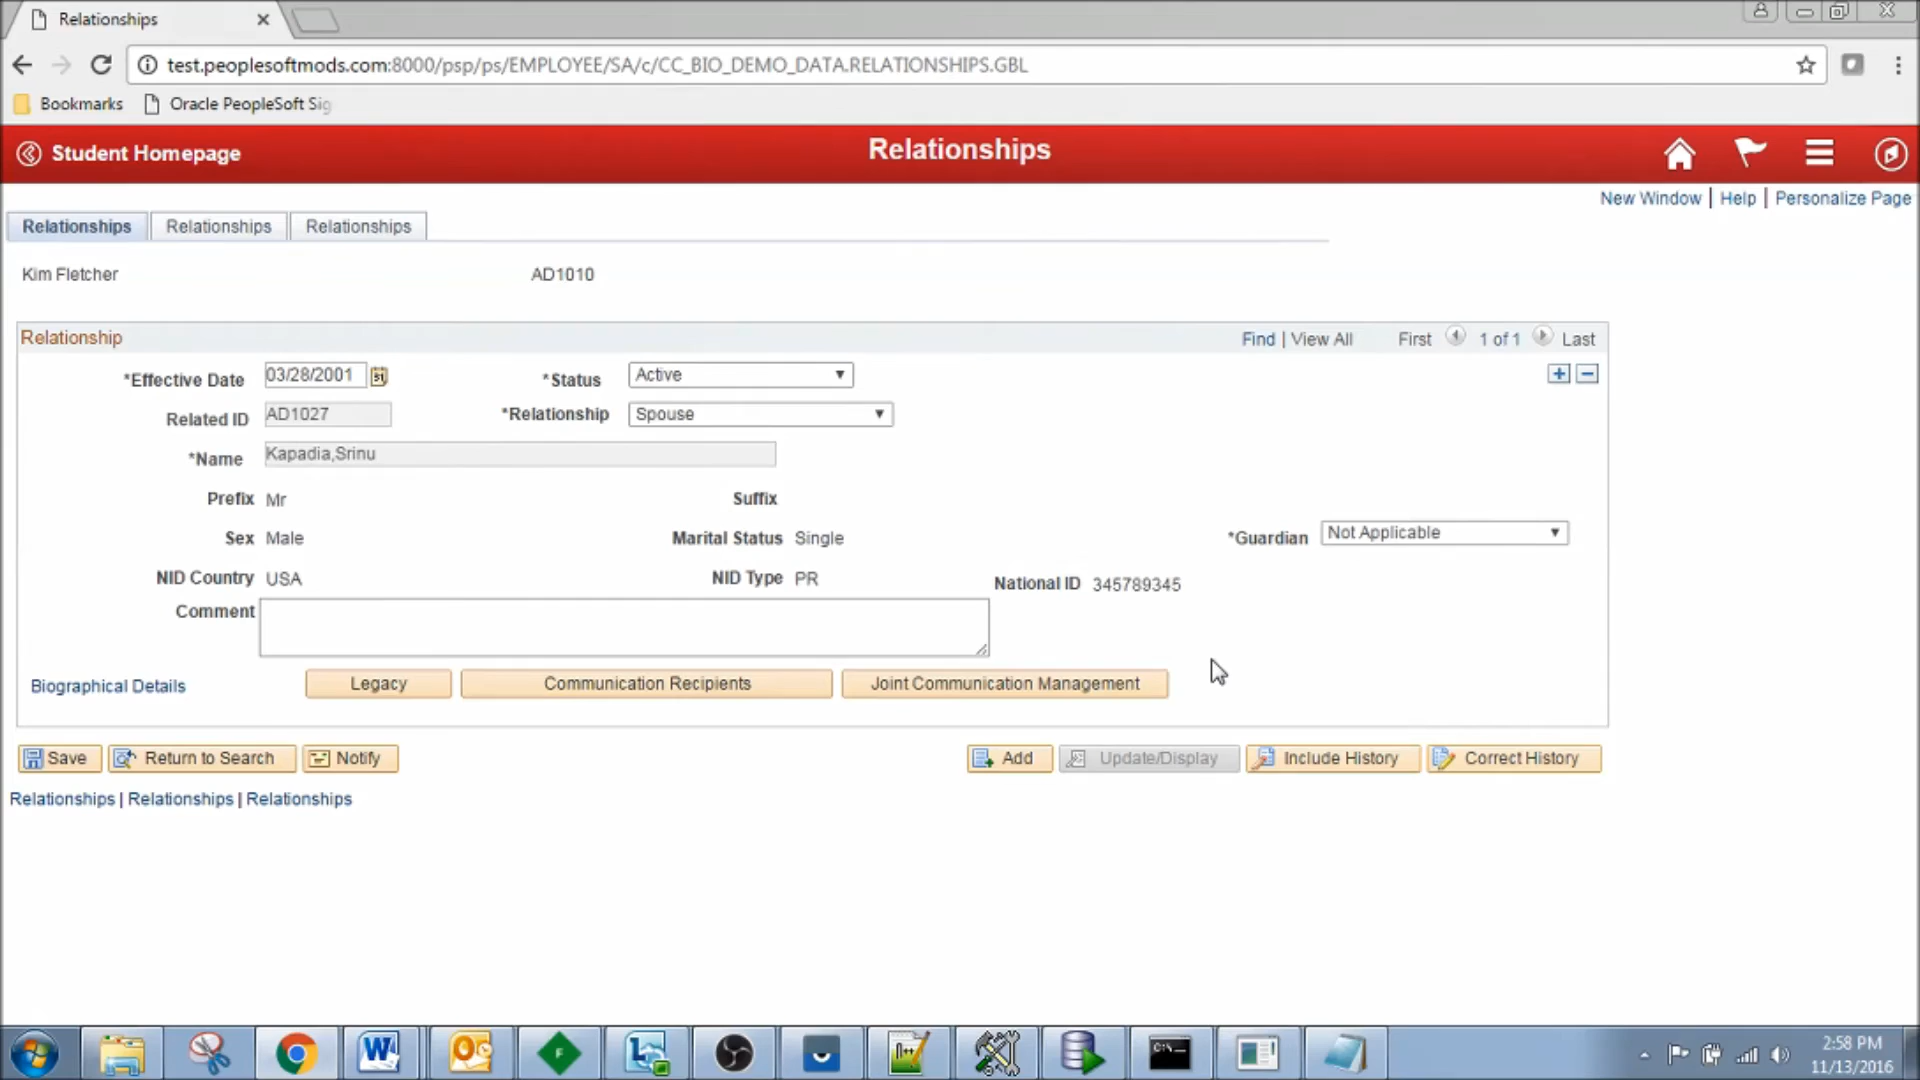 Relationships
test.peoplesoftmods.com:8000/psp/ps/EMPLOYEE/SA/c/CC_BIO_DEMO_DATA.RELATIONSHIPS.GBL
Bookmarks Oracle PeopleSoft Sig
Student Homepage Relationships
New Window | Help | Personalize Page
Relationships Relationships Relationships
Kim Fletcher AD1010
Relationship Find | View All First 1 of 1 Last
*Effective Date 03/28/2001 31 *Status Active
Related ID AD1027 *Relationship Spouse
*Name Kapadia,Srinu
Prefix Mr Suffix
Sex Male Marital Status Single *Guardian Not Applicable
NID Country USA NID Type PR National ID 345789345
Comment
Biographical Details Legacy Communication Recipients Joint Communication Management
Save Return to Search Notify Add Update/Display Include History Correct History
Relationships | Relationships | Relationships
2:58 PM
11/13/2016